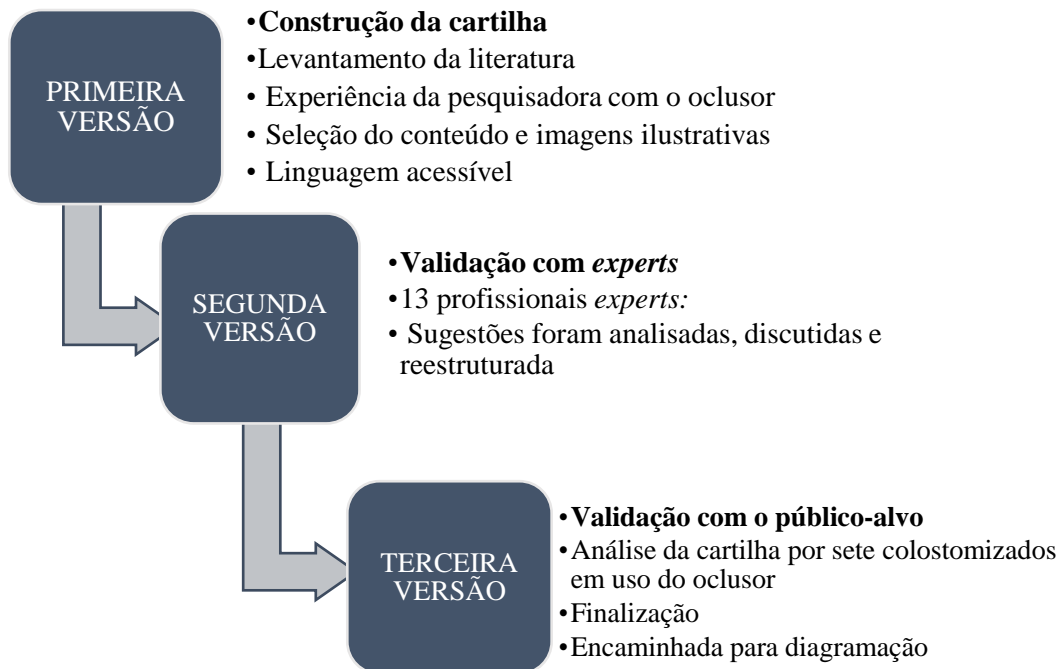 PRIMEIRA
VERSÃO
•Construção da cartilha
•Levantamento da literatura
• Experiência da pesquisadora com o oclusor
• Seleção do conteúdo e imagens ilustrativas
• Linguagem acessível
SEGUNDA
VERSÃO
•Validação com experts
•13 profissionais experts:
• Sugestões foram analisadas, discutidas e
reestruturada
TERCEIRA
VERSÃO
•Validação com o público-alvo
•Análise da cartilha por sete colostomizados
em uso do oclusor
•Finalização
•Encaminhada para diagramação